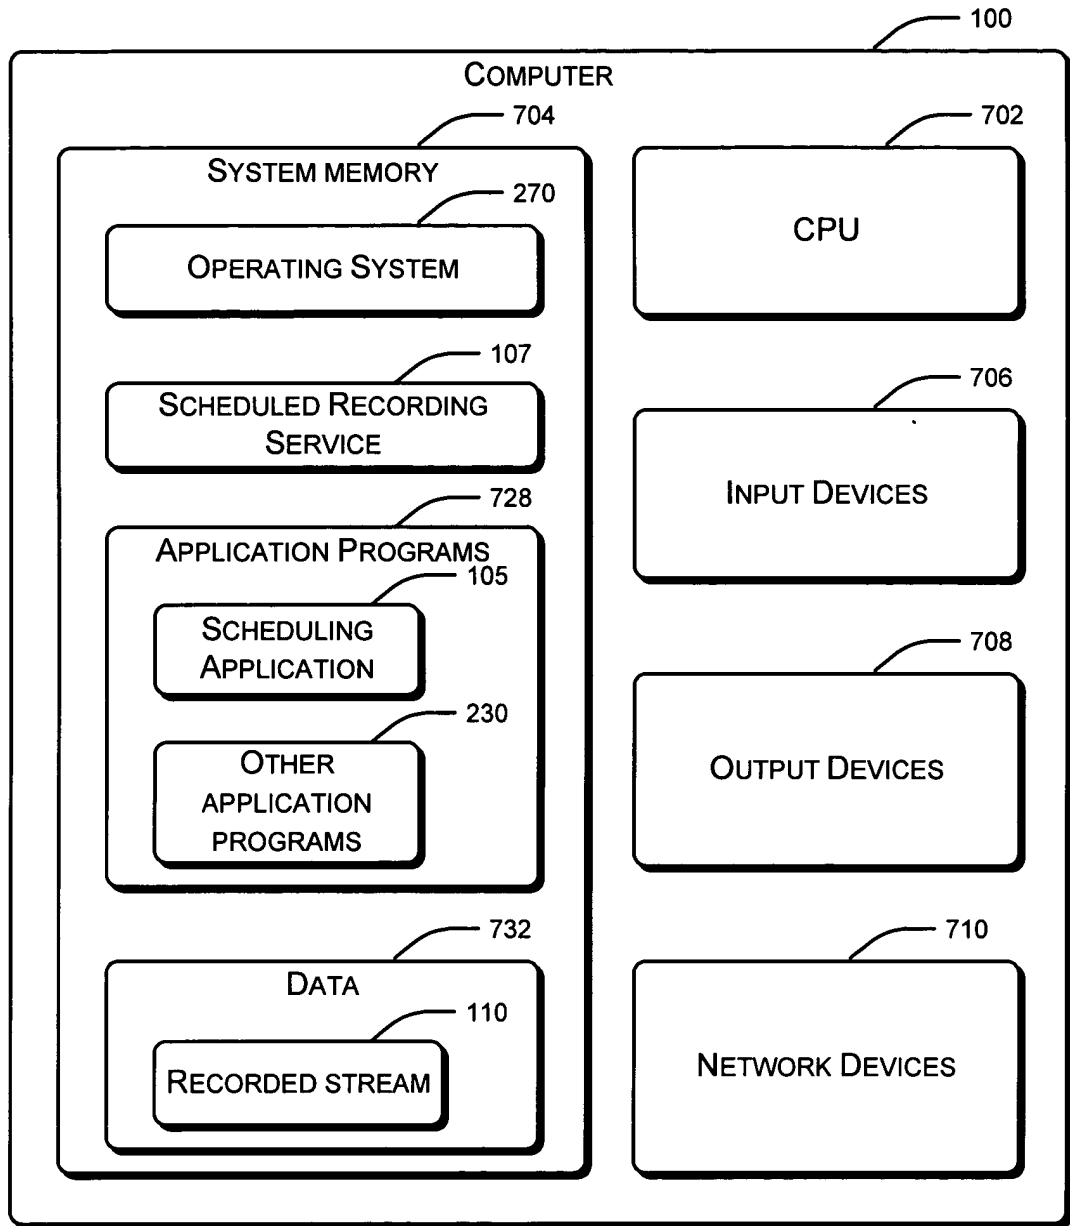 100
COMPUTER
704
SYSTEM MEMORY
270
OPERATING SYSTEM
107
SCHEDULED RECORDING
SERVICE
728
APPLICATION PROGRAMS
105
SCHEDULING
APPLICATION
230
OTHER
APPLICATION
PROGRAMS
732
DATA
110
RECORDED STREAM
702
CPU
706
INPUT DEVICES
708
OUTPUT DEVICES
710
NETWORK DEVICES